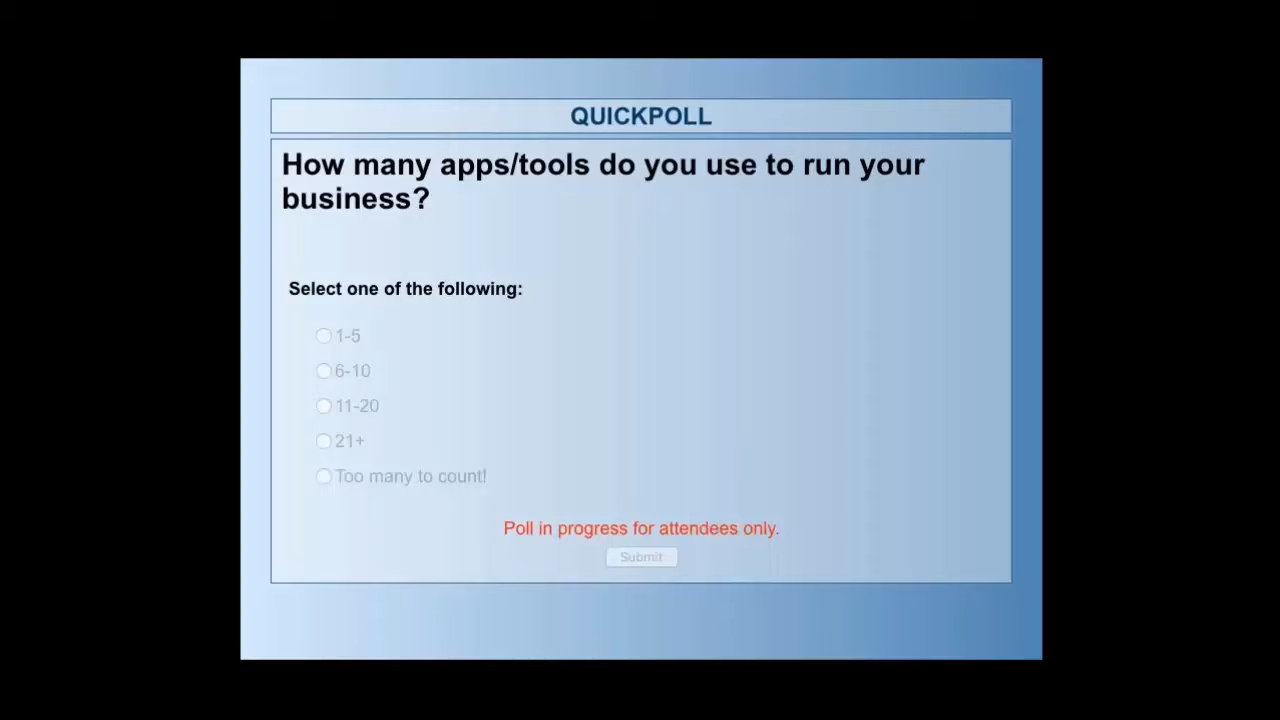 QUICKPOLL
How many apps/tools do you use to run your
business?
Select one of the following:
1-5
6-10
11-20
21+
Too many to count!
Poll in progress for attendees only.
Submit